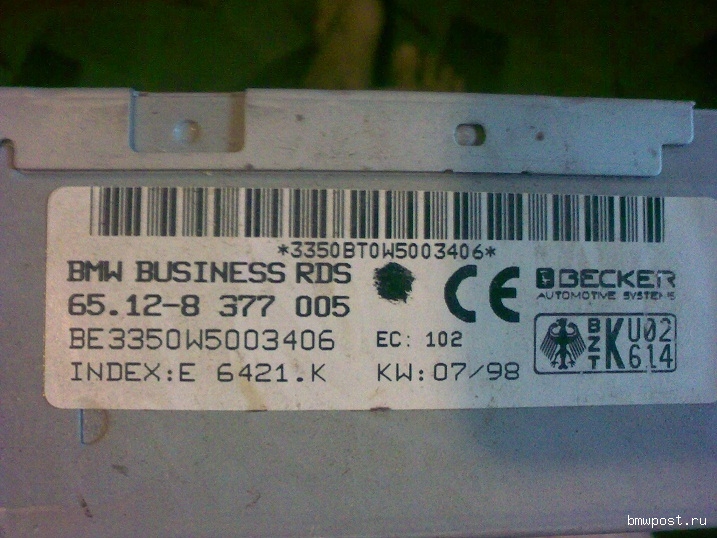 *3350BT0W5003406*
BMW BUSINESS RDS
65.12-8 377 005
BE3350W5003406
EC: 102
INDEX:E 6421.K
KW:07/98
CE
BECKER
AUTOMOTIVE SYSTEMS
BZT
K U02 614
bmwpost.ru